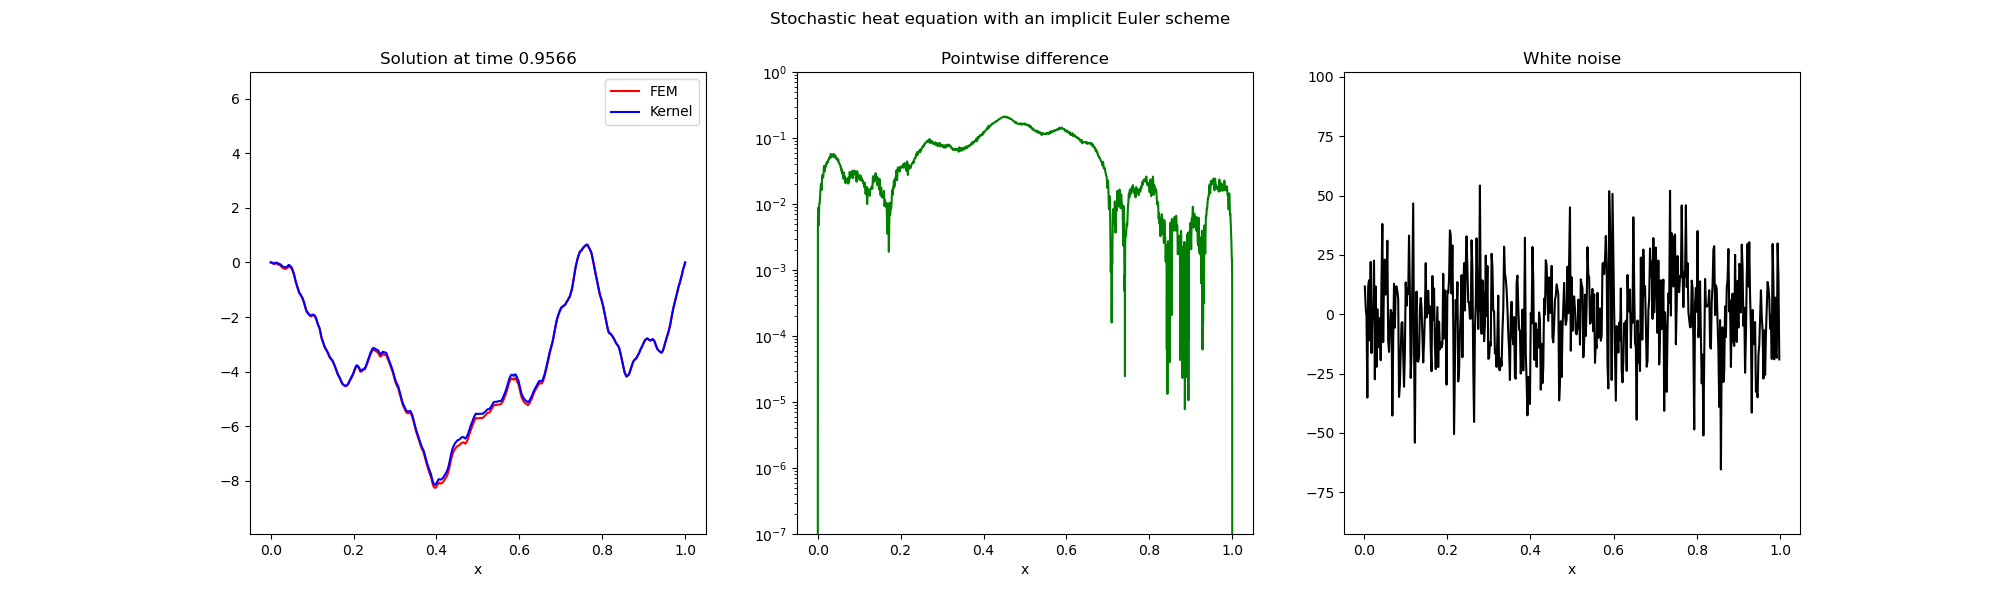 Stochastic heat equation with an implicit Euler scheme
Solution at time 0.9566
6
4
2
0
−2
−4
−6
−8
0.0 0.2 0.4 0.6 0.8 1.0
x
FEM
Kernel
Pointwise difference
10⁰
10⁻¹
10⁻²
10⁻³
10⁻⁴
10⁻⁵
10⁻⁶
10⁻⁷
0.0 0.2 0.4 0.6 0.8 1.0
x
White noise
100
75
50
25
0
−25
−50
−75
0.0 0.2 0.4 0.6 0.8 1.0
x